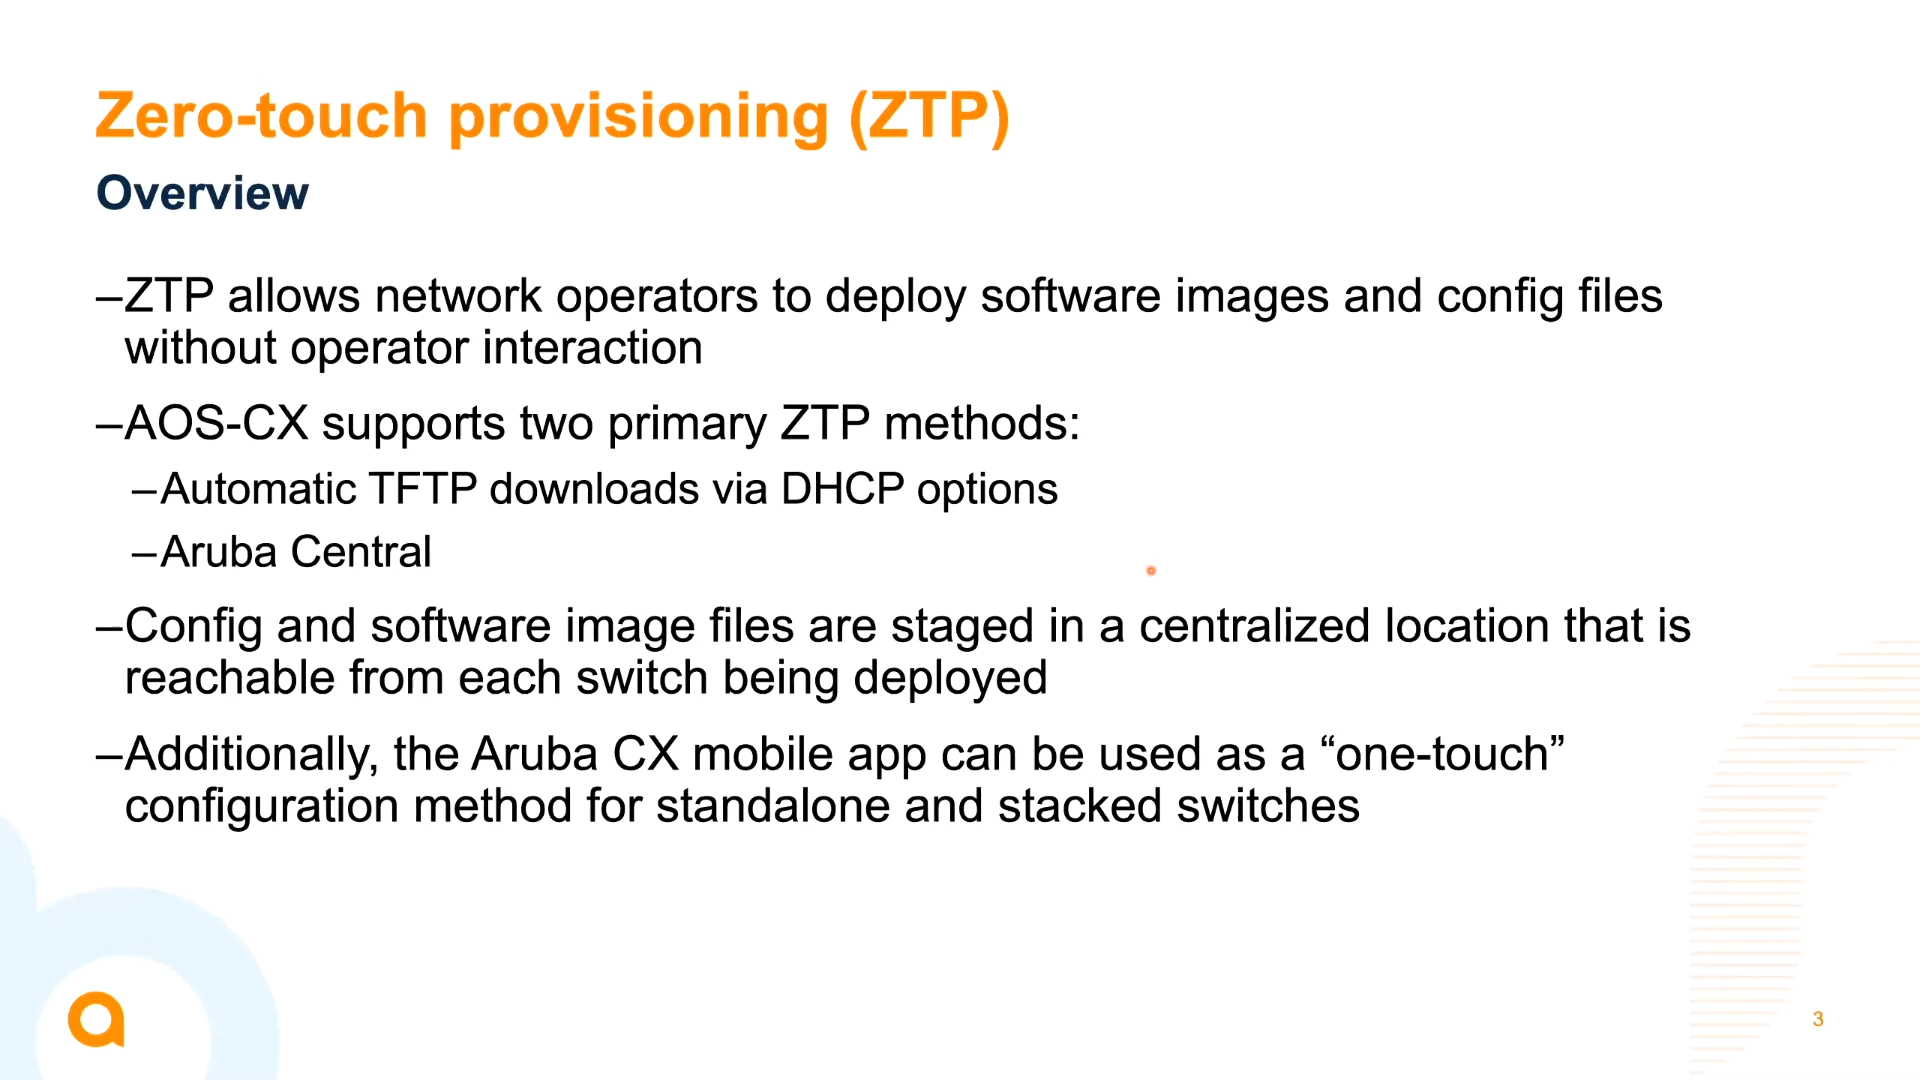 Zero-touch provisioning (ZTP)
Overview
–ZTP allows network operators to deploy software images and config files
without operator interaction
–AOS-CX supports two primary ZTP methods:
–Automatic TFTP downloads via DHCP options
–Aruba Central
–Config and software image files are staged in a centralized location that is
reachable from each switch being deployed
–Additionally, the Aruba CX mobile app can be used as a “one-touch”
configuration method for standalone and stacked switches
3